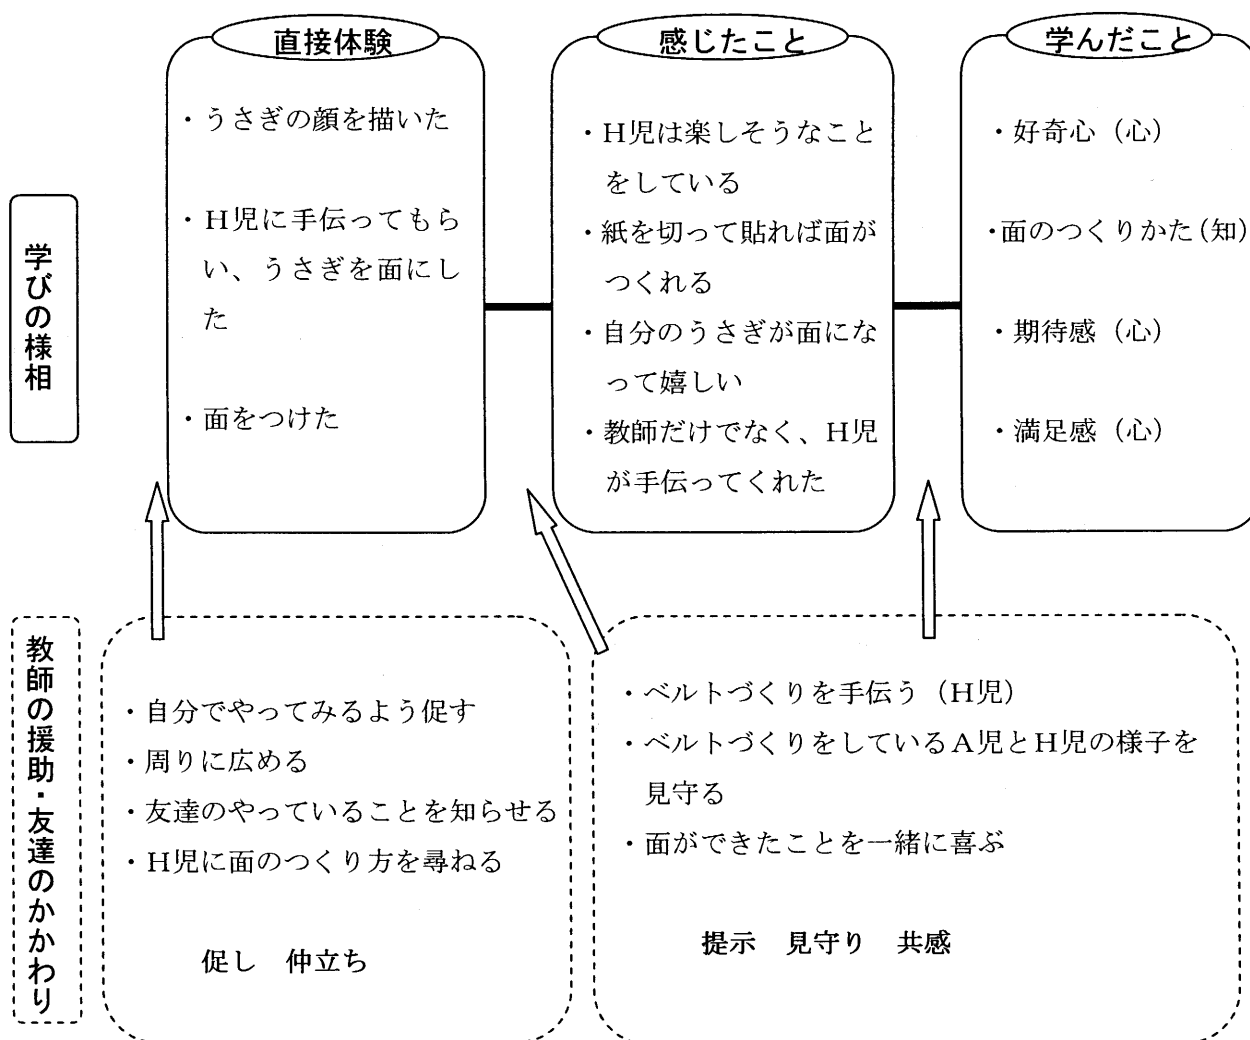 直接体験
・うさぎの顔を描いた
・H児に手伝ってもら
い、うさぎを面にし
た
・面をつけた
感じたこと
・H児は楽しそうなこと
をしている
・紙を切って貼れば面が
つくれる
・自分のうさぎが面にな
って嬉しい
・教師だけでなく、H児
が手伝ってくれた
学んだこと
・好奇心（心）
・面のつくりかた(知)
・期待感（心）
・満足感（心）
学びの様相
教師の援助・友達のかかわり
・自分でやってみるよう促す
・周りに広める
・友達のやっていることを知らせる
・H児に面のつくり方を尋ねる
促し　仲立ち
・ベルトづくりを手伝う（H児）
・ベルトづくりをしているA児とH児の様子を
見守る
・面ができたことを一緒に喜ぶ
提示　見守り　共感